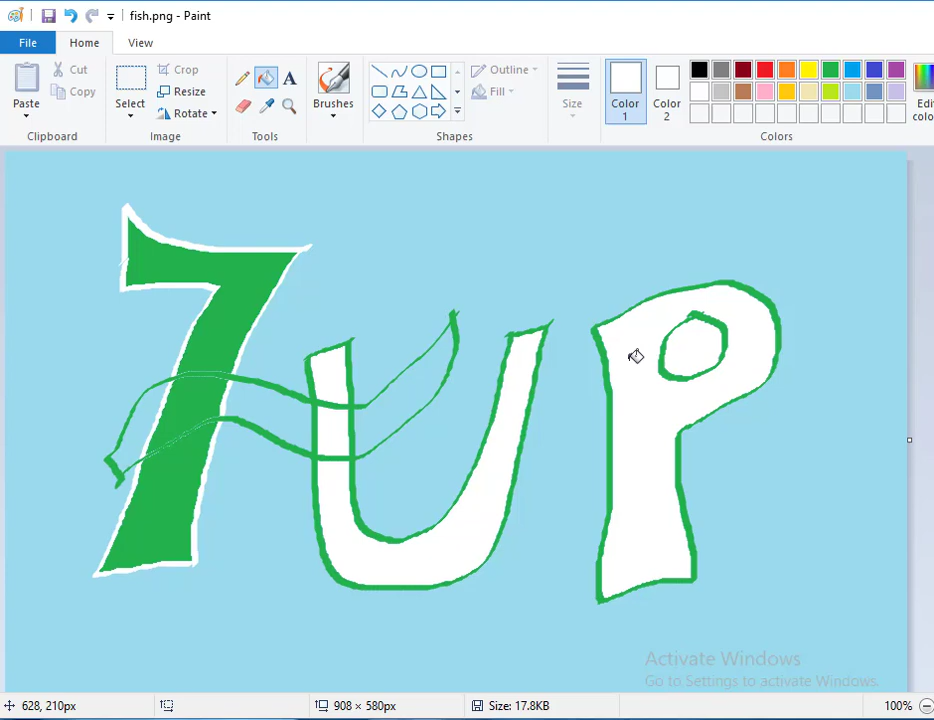 fish.png - Paint
File Home View
Paste
Cut
Copy
Clipboard
Select
Crop
Resize
Rotate
Image
A
Tools
Brushes
Shapes
Outline
Fill
Size
Color 1
Color 2
Colors
Edi
colo
7UP
Activate Windows
Go to Settings to activate Windows.
628, 210px 908 × 580px Size: 17.8KB 100%